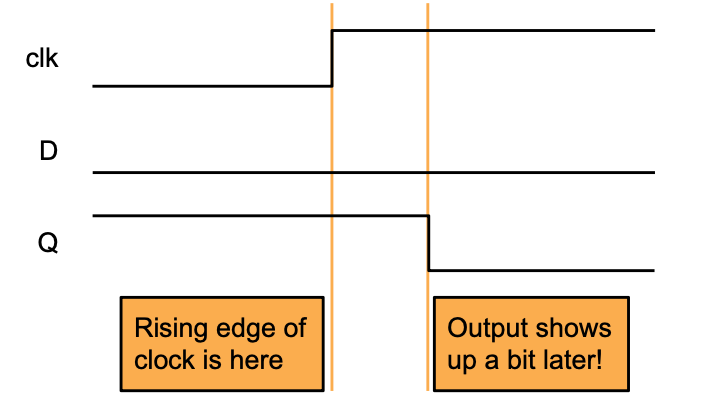 clk
D
Q
Rising edge of
clock is here
Output shows
up a bit later!